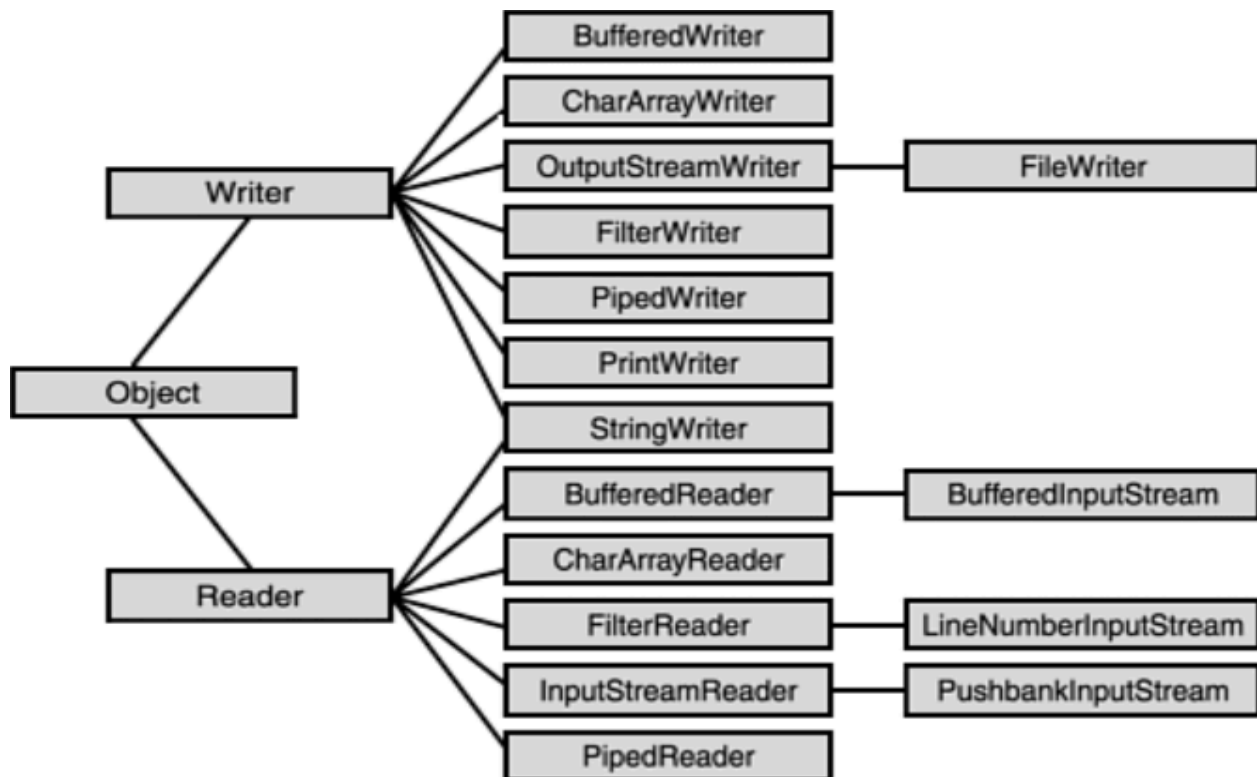 BufferedWriter
CharArrayWriter
OutputStreamWriter
FileWriter
Writer
FilterWriter
PipedWriter
PrintWriter
Object
StringWriter
BufferedReader
BufferedInputStream
CharArrayReader
Reader
FilterReader
LineNumberInputStream
InputStreamReader
PushbankInputStream
PipedReader